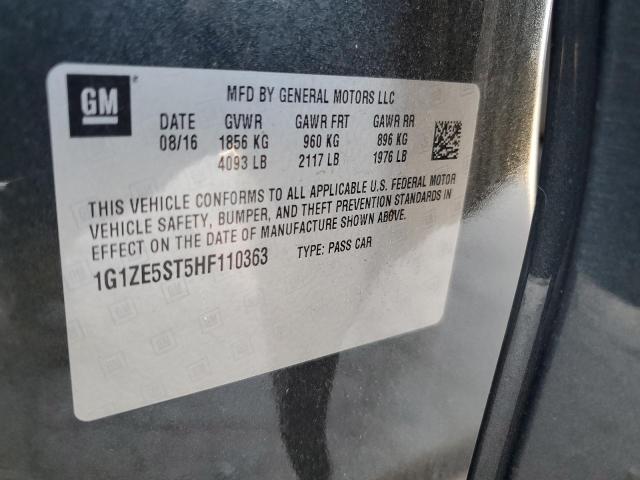 GM
MFD BY GENERAL MOTORS LLC
DATE GVWR GAWR FRT GAWR RR
08/16 1856 KG 960 KG 896 KG
4093 LB 2117 LB 1976 LB
THIS VEHICLE CONFORMS TO ALL APPLICABLE U.S. FEDERAL MOTOR
VEHICLE SAFETY, BUMPER, AND THEFT PREVENTION STANDARDS IN
EFFECT ON THE DATE OF MANUFACTURE SHOWN ABOVE.
1G1ZE5ST5HF110363 TYPE: PASS CAR